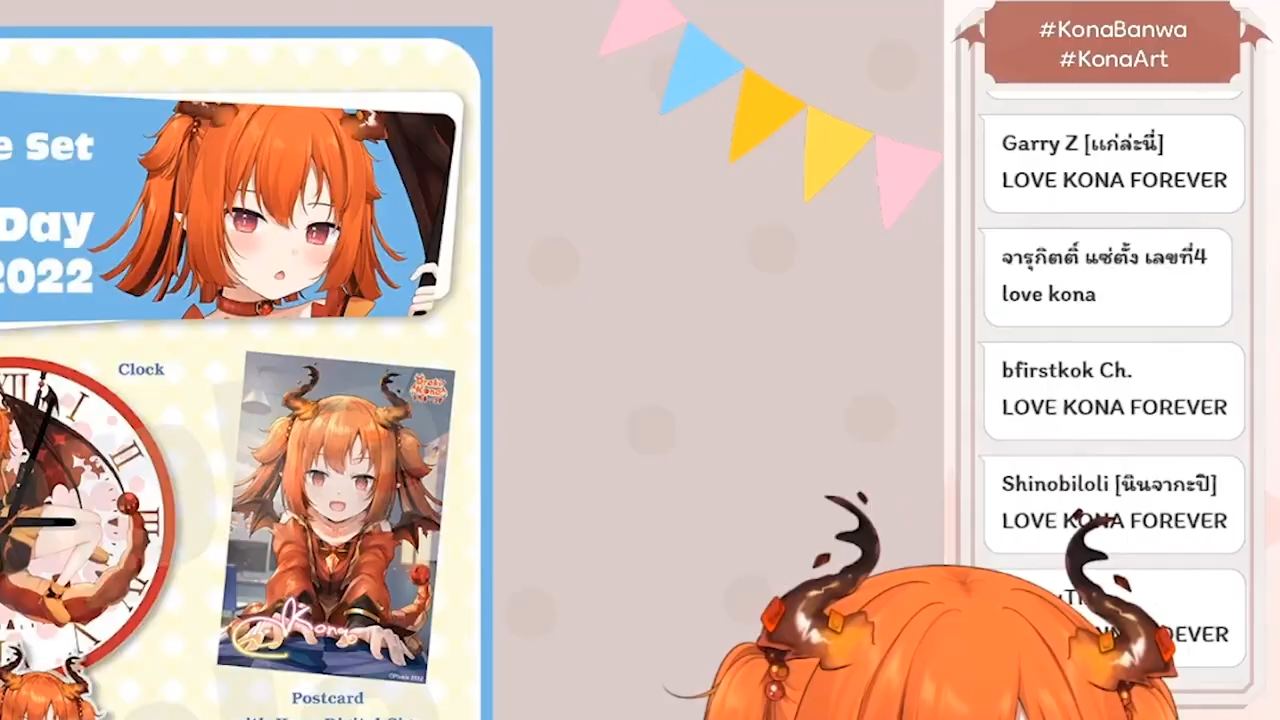 e Set
Day
2022
Clock
Postcard
#KonaBanwa
#KonaArt
Garry Z [แก่ล่ะนี่]
LOVE KONA FOREVER
จารุกิตติ์ แซ่ตั้ง เลขที่4
love kona
bfirstkok Ch.
LOVE KONA FOREVER
Shinobiloli [นินจากะปิ]
LOVE KONA FOREVER